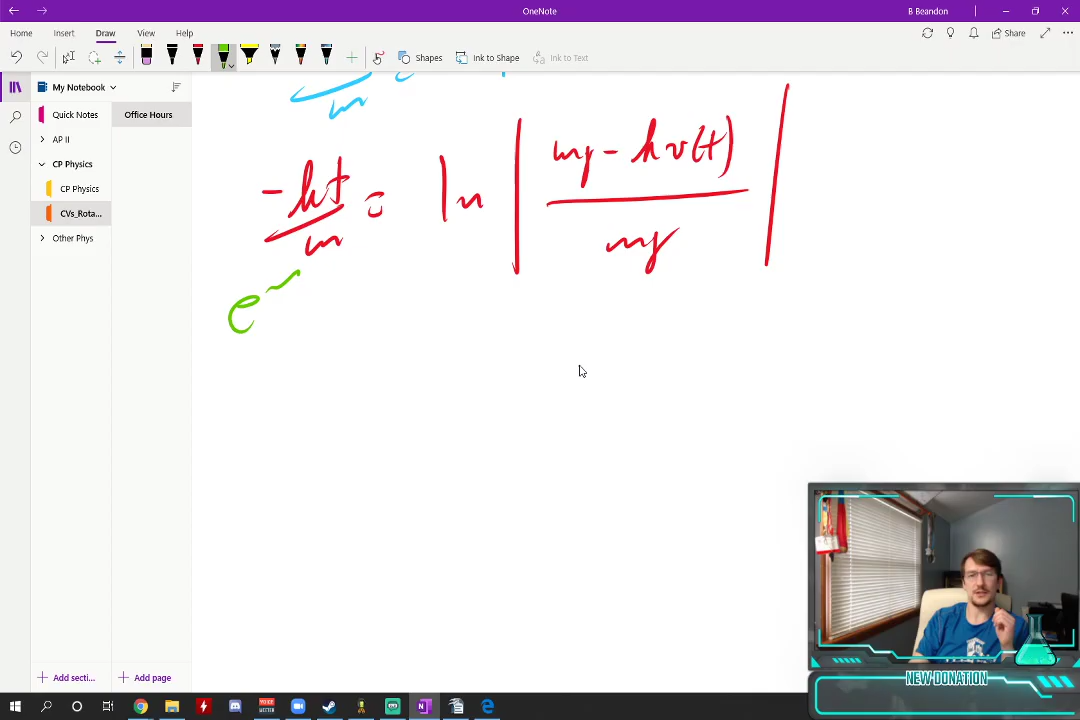 OneNote
B Beandon
Home Insert Draw View Help
Share
Shapes Ink to Shape Ink to Text
My Notebook
Quick Notes Office Hours
AP II
CP Physics
CP Physics
CVs_Rota...
Other Phys
m
-kt/m = ln | (mg - kv(t))/mg |
e^-
NEW DONATION
Add secti... Add page